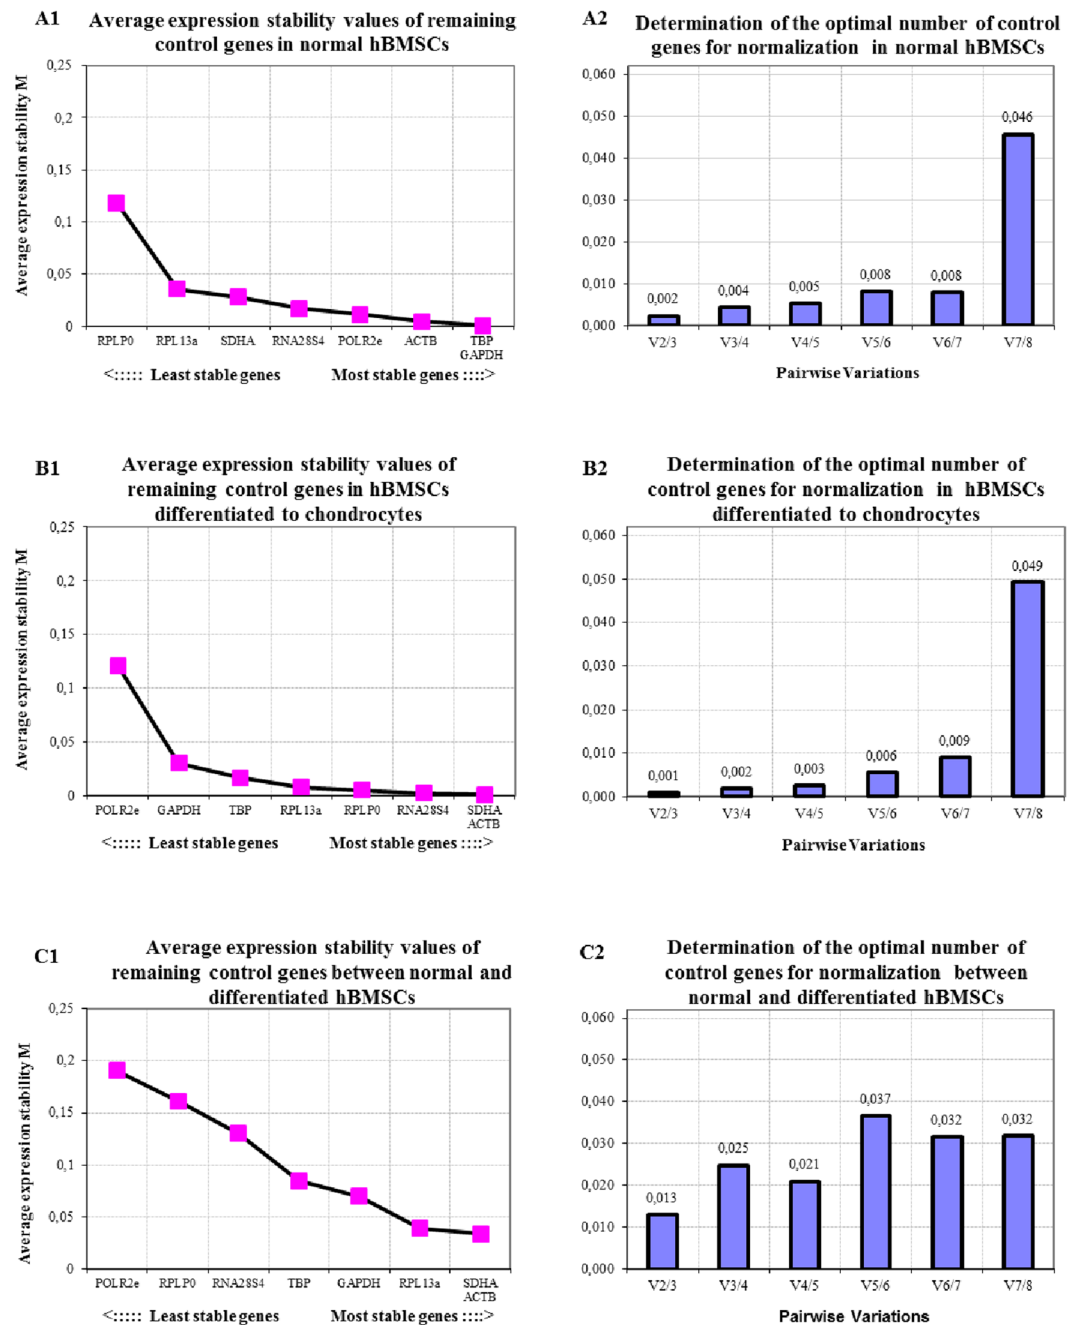 A1
Average expression stability values of remaining
control genes in normal hBMSCs
Average expression stability M
0,25
0,2
0,15
0,1
0,05
0
RPLP0 RPL13a SDHA RNA28S4 POLR2e ACTB TBP
GAPDH
<::::: Least stable genes Most stable genes ::::>
A2
Determination of the optimal number of control
genes for normalization in normal hBMSCs
0,060
0,050
0,040
0,030
0,020
0,010
0,000
0,002 0,004 0,005 0,008 0,008 0,046
V2/3 V3/4 V4/5 V5/6 V6/7 V7/8
Pairwise Variations
B1
Average expression stability values of
remaining control genes in hBMSCs
differentiated to chondrocytes
Average expression stability M
0,25
0,2
0,15
0,1
0,05
0
POLR2e GAPDH TBP RPL13a RPLP0 RNA28S4 SDHA
ACTB
<::::: Least stable genes Most stable genes ::::>
B2
Determination of the optimal number of
control genes for normalization in hBMSCs
differentiated to chondrocytes
0,060
0,050
0,040
0,030
0,020
0,010
0,000
0,001 0,002 0,003 0,006 0,009 0,049
V2/3 V3/4 V4/5 V5/6 V6/7 V7/8
Pairwise Variations
C1
Average expression stability values of
remaining control genes between normal and
differentiated hBMSCs
Average expression stability M
0,25
0,2
0,15
0,1
0,05
0
POLR2e RPLP0 RNA28S4 TBP GAPDH RPL13a SDHA
ACTB
<::::: Least stable genes Most stable genes ::::>
C2
Determination of the optimal number of
control genes for normalization between
normal and differentiated hBMSCs
0,060
0,050
0,040
0,030
0,020
0,010
0,000
0,013 0,025 0,021 0,037 0,032 0,032
V2/3 V3/4 V4/5 V5/6 V6/7 V7/8
Pairwise Variations